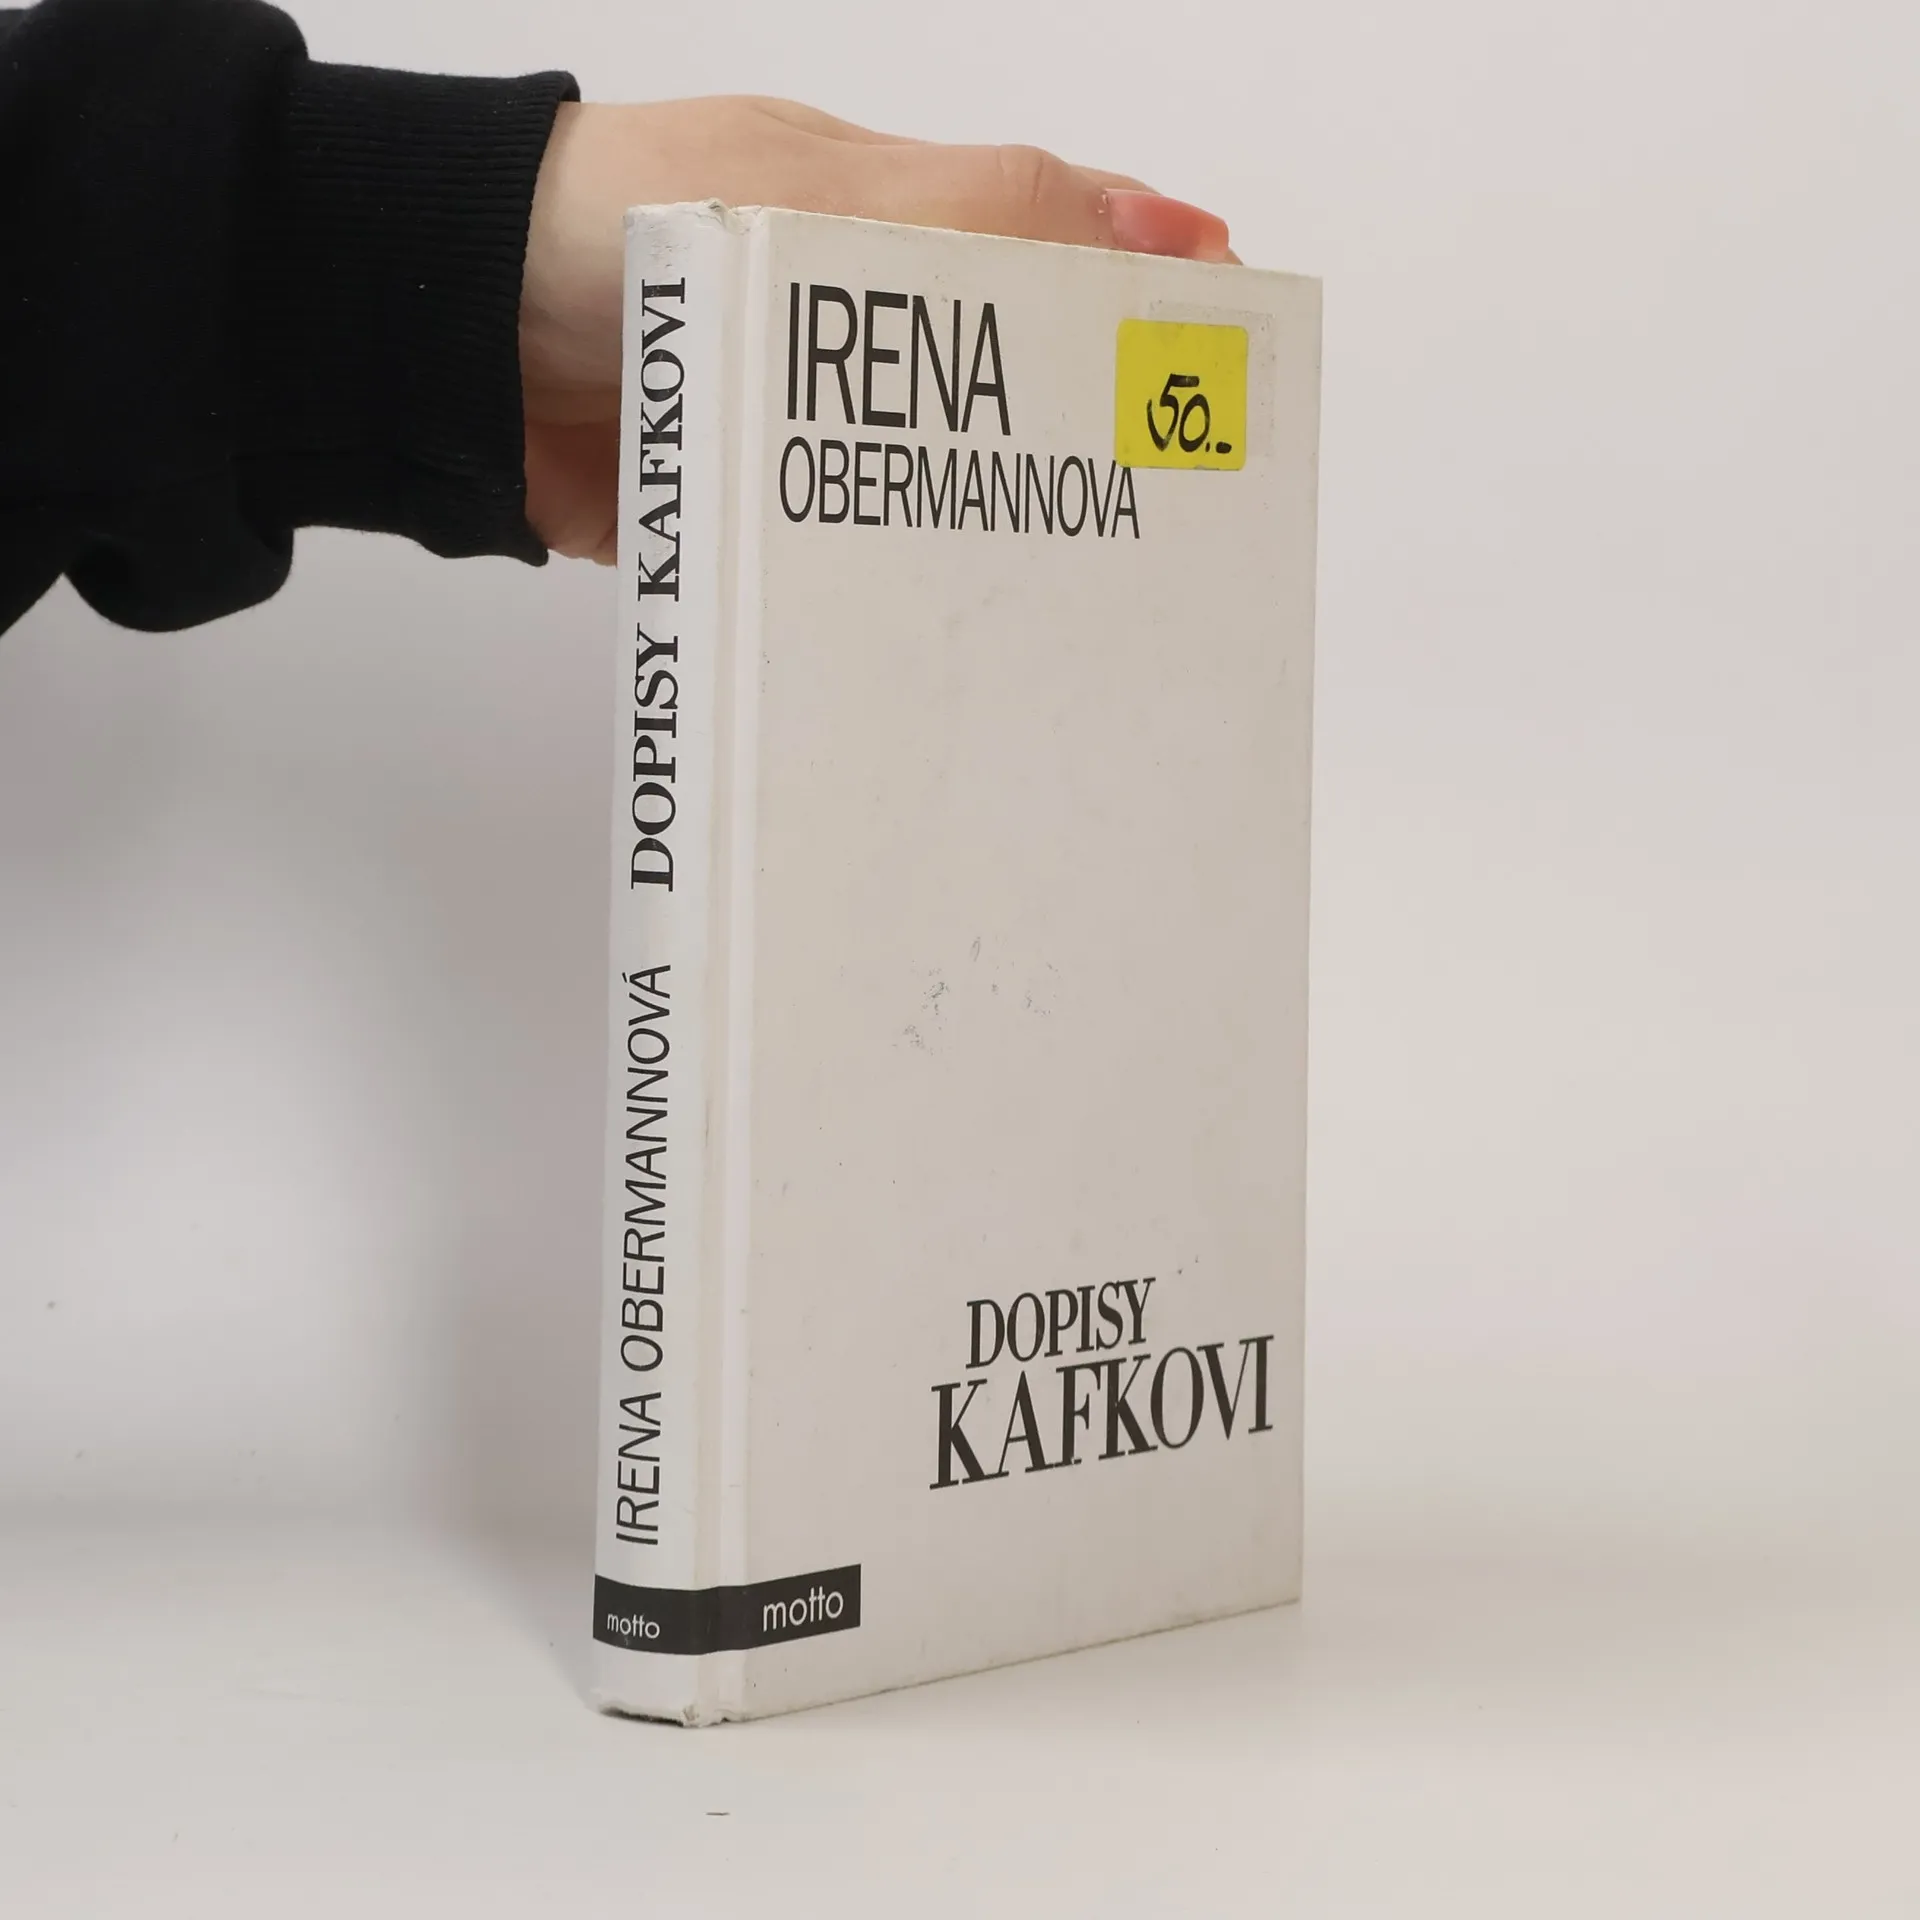 IRENA
50.-
OBERMANNOVÁ
DOPISY
KAFKOVI
motto
IRENA OBERMANNOVÁ DOPISY KAFKOVI
motto